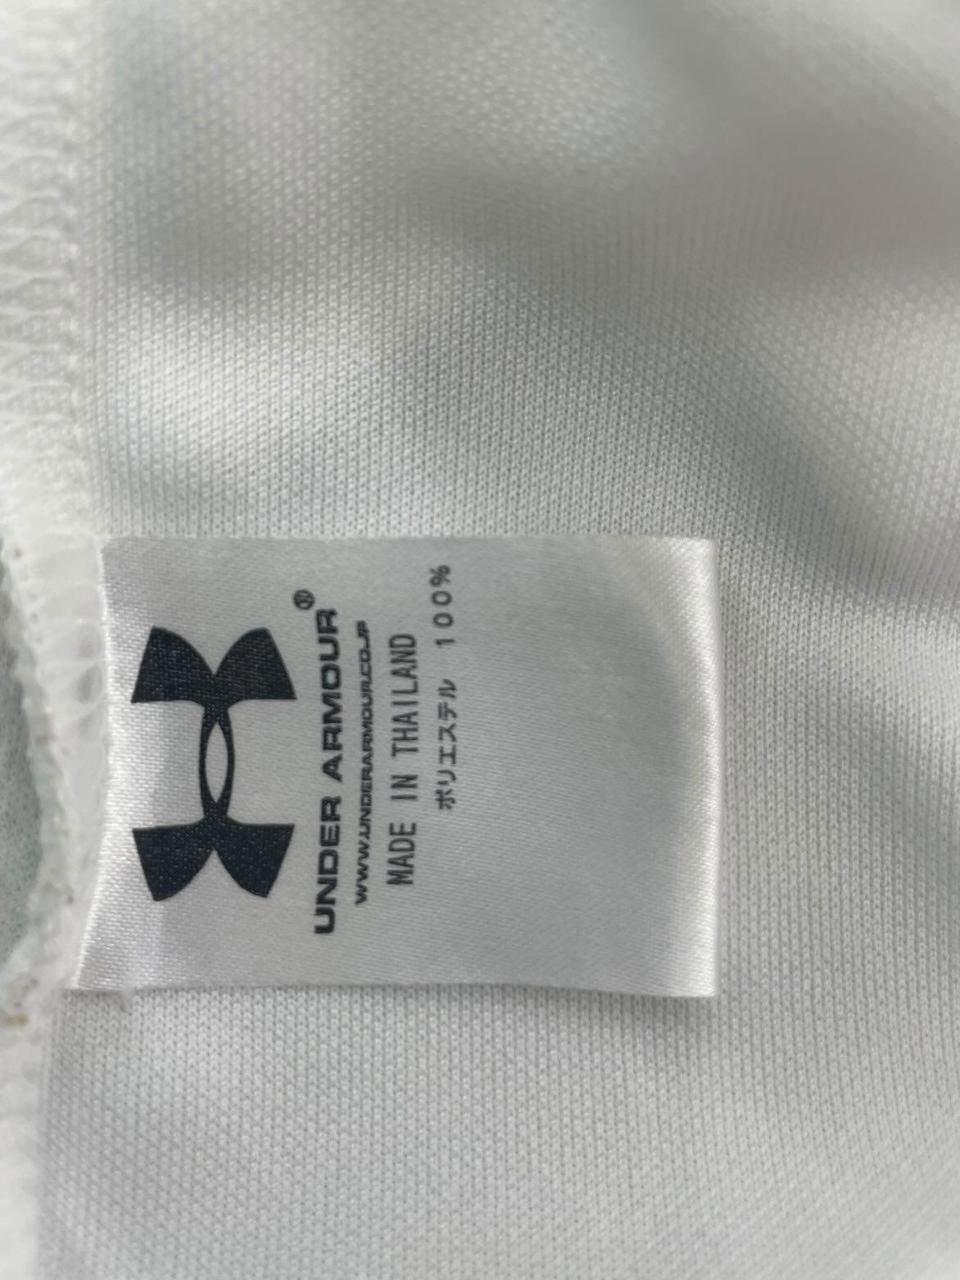 UNDER ARMOUR®
WWW.UNDERARMOUR.CO.JP
MADE IN THAILAND
ポリエステル 100%